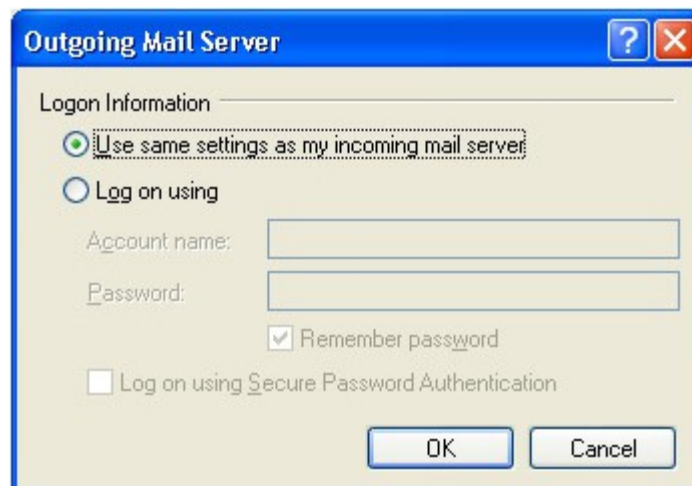 Outgoing Mail Server
Logon Information
Use same settings as my incoming mail server
Log on using
Account name:
Password:
Remember password
Log on using Secure Password Authentication
OK Cancel